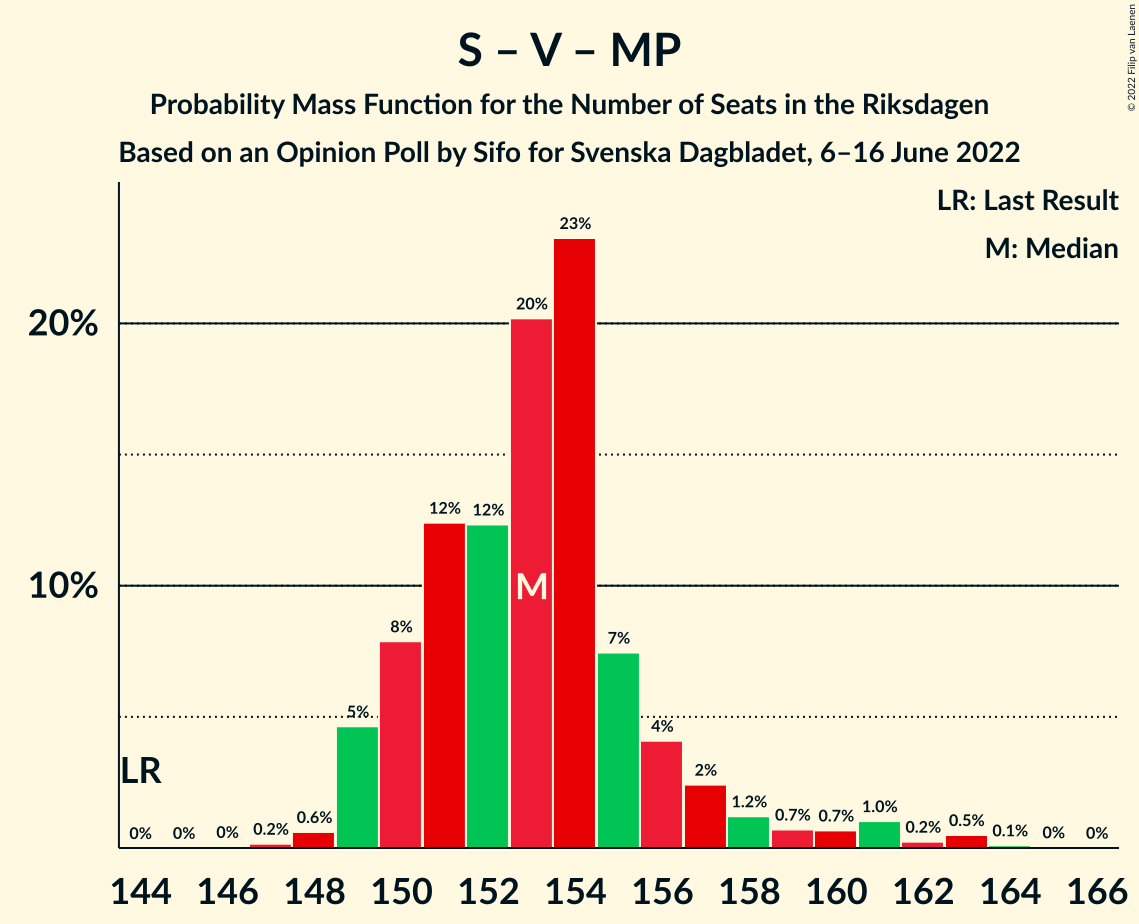 S – V – MP
Probability Mass Function for the Number of Seats in the Riksdagen
Based on an Opinion Poll by Sifo for Svenska Dagbladet, 6–16 June 2022
© 2022 Filip van Laenen
LR: Last Result
M: Median
23%
20%
20%
12% 12%
M
10%
8%
7%
5%
4%
LR
2%
0% 0% 0% 0.2% 0.6% 1.2% 0.7% 0.7% 1.0% 0.2% 0.5% 0.1% 0% 0%
144 146 148 150 152 154 156 158 160 162 164 166